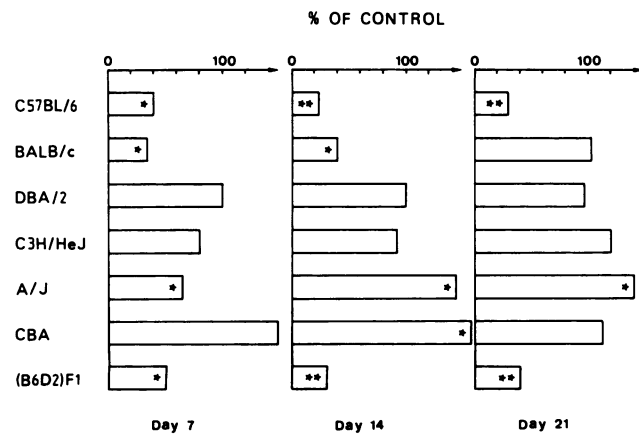 % OF CONTROL
0 100 0 100 0 100
C57BL/6 * ** **
BALB/c * *
DBA/2
C3H/HeJ
A/J * * *
CBA *
(B6D2)F1 * ** **
Day 7 Day 14 Day 21